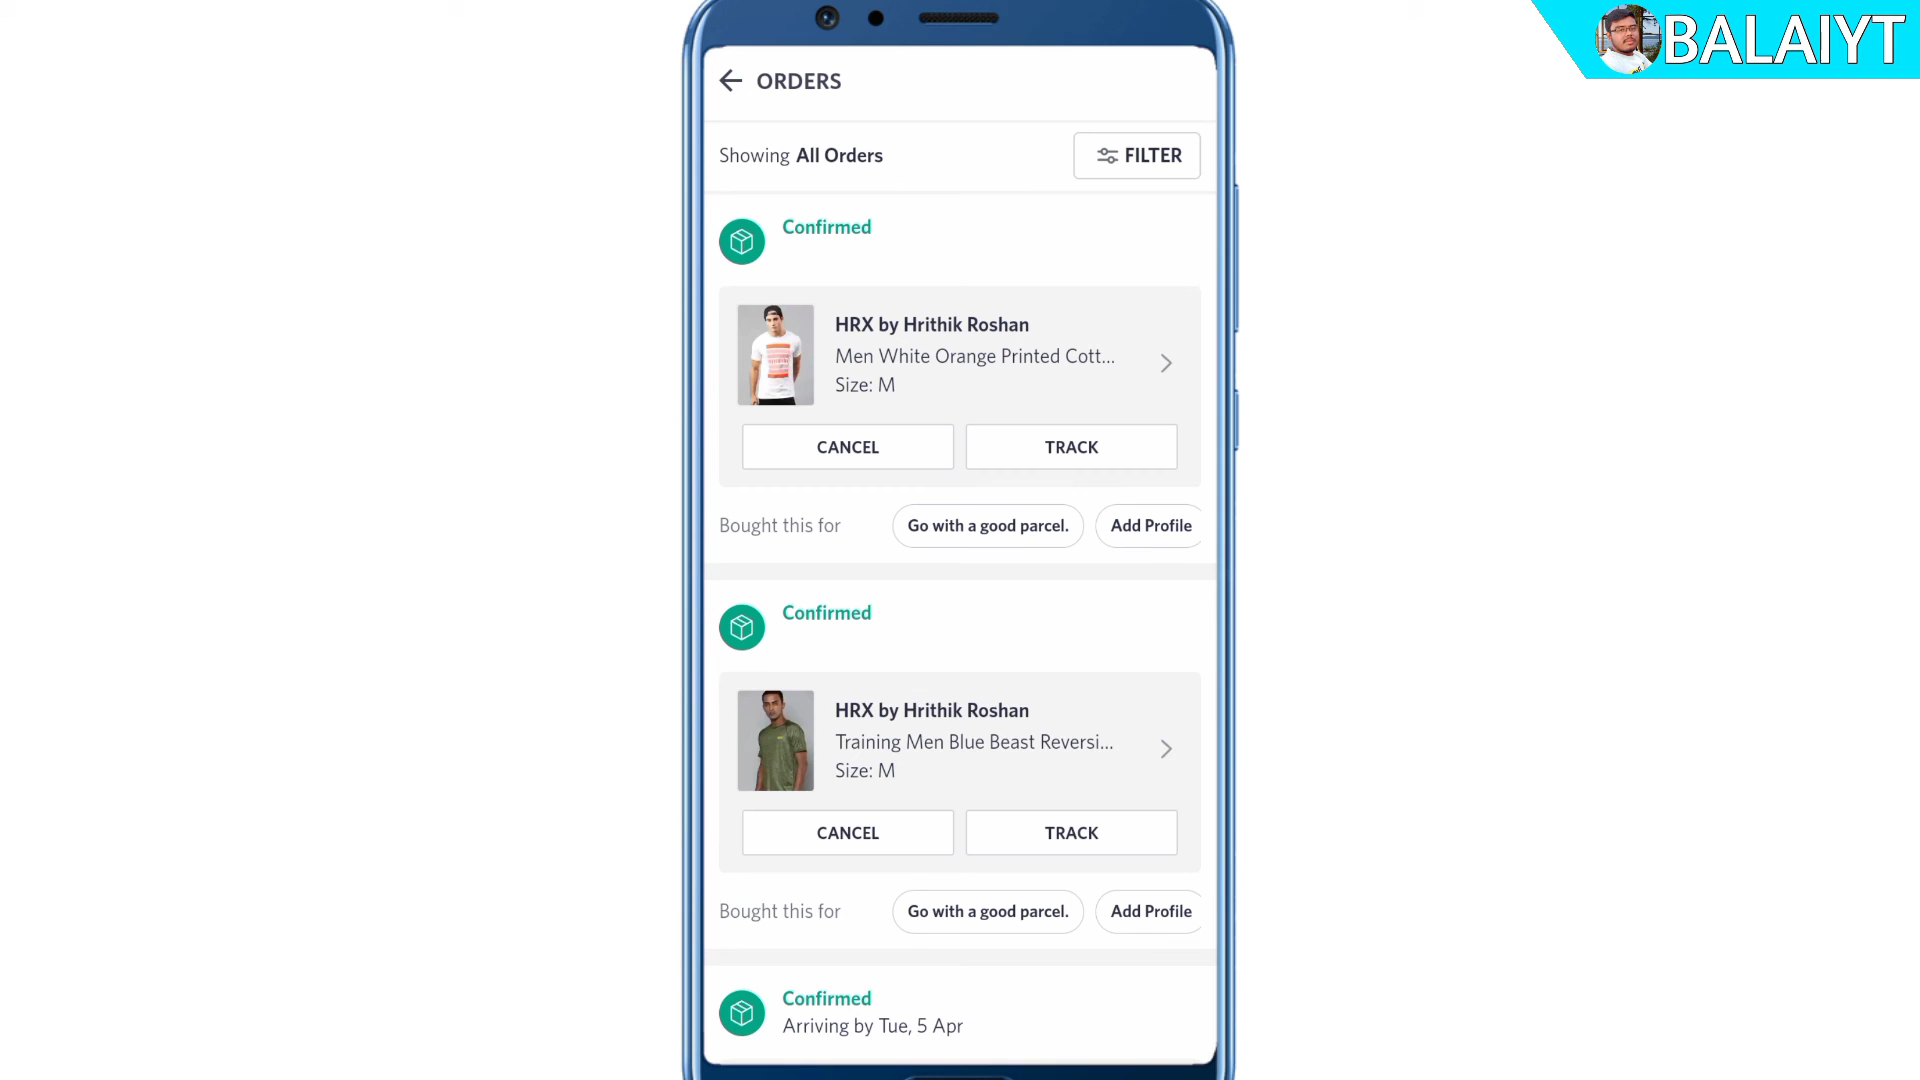 BALAIYT
ORDERS
Showing All Orders
FILTER
Confirmed
HRX by Hrithik Roshan
Men White Orange Printed Cott...
Size: M
CANCEL
TRACK
Bought this for
Go with a good parcel.
Add Profile
Confirmed
HRX by Hrithik Roshan
Training Men Blue Beast Reversi...
Size: M
CANCEL
TRACK
Bought this for
Go with a good parcel.
Add Profile
Confirmed
Arriving by Tue, 5 Apr